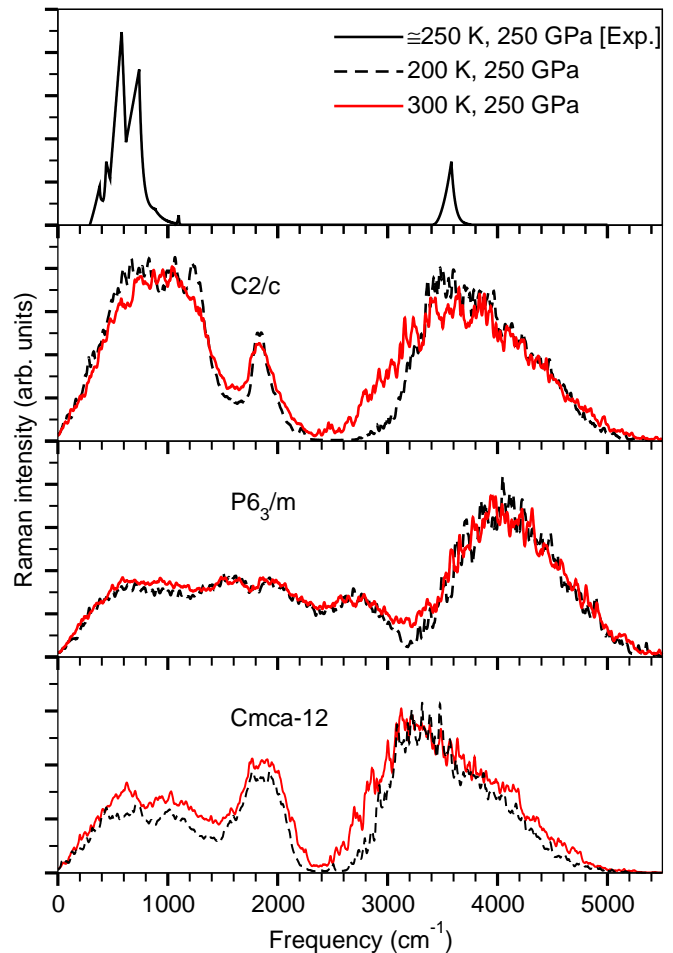 ≅250 K, 250 GPa [Exp.]
200 K, 250 GPa
300 K, 250 GPa
C2/c
P6₃/m
Cmca-12
Raman intensity (arb. units)
0 1000 2000 3000 4000 5000
Frequency (cm⁻¹)